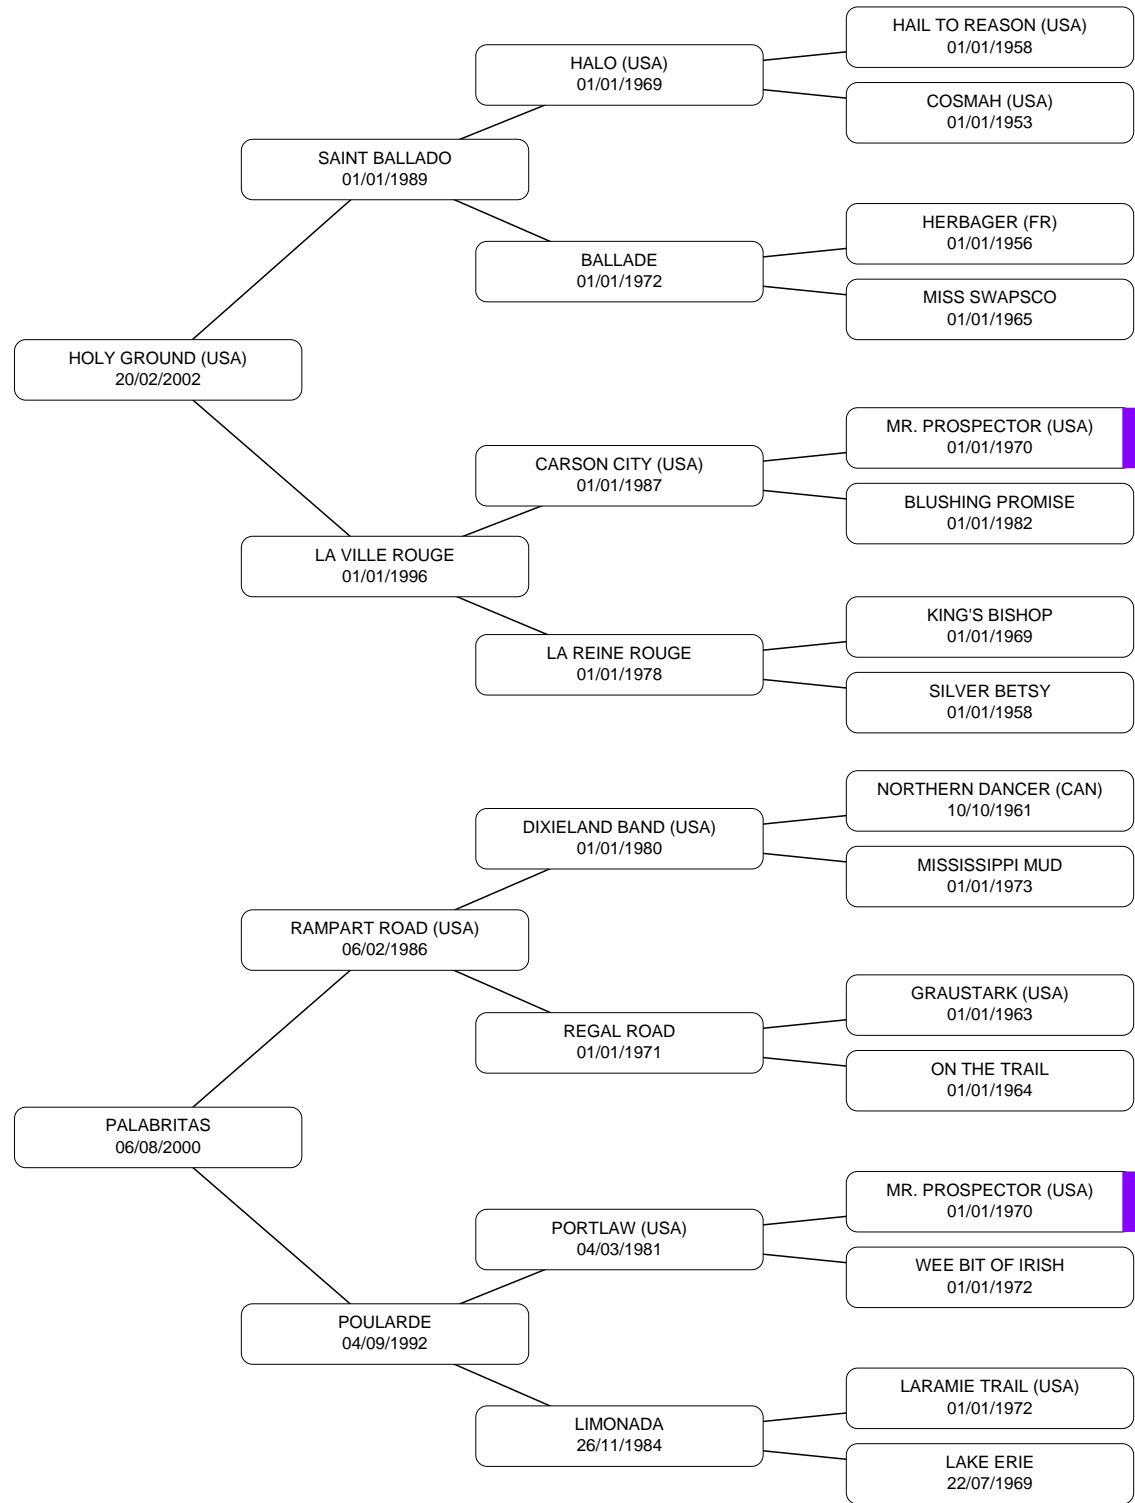 HAIL TO REASON (USA)
01/01/1958
HALO (USA)
01/01/1969
COSMAH (USA)
01/01/1953
SAINT BALLADO
01/01/1989
HERBAGER (FR)
01/01/1956
BALLADE
01/01/1972
MISS SWAPSCO
01/01/1965
HOLY GROUND (USA)
20/02/2002
MR. PROSPECTOR (USA)
01/01/1970
CARSON CITY (USA)
01/01/1987
BLUSHING PROMISE
01/01/1982
LA VILLE ROUGE
01/01/1996
KING'S BISHOP
01/01/1969
LA REINE ROUGE
01/01/1978
SILVER BETSY
01/01/1958
NORTHERN DANCER (CAN)
10/10/1961
DIXIELAND BAND (USA)
01/01/1980
MISSISSIPPI MUD
01/01/1973
RAMPART ROAD (USA)
06/02/1986
GRAUSTARK (USA)
01/01/1963
REGAL ROAD
01/01/1971
ON THE TRAIL
01/01/1964
PALABRITAS
06/08/2000
MR. PROSPECTOR (USA)
01/01/1970
PORTLAW (USA)
04/03/1981
WEE BIT OF IRISH
01/01/1972
POULARDE
04/09/1992
LARAMIE TRAIL (USA)
01/01/1972
LIMONADA
26/11/1984
LAKE ERIE
22/07/1969